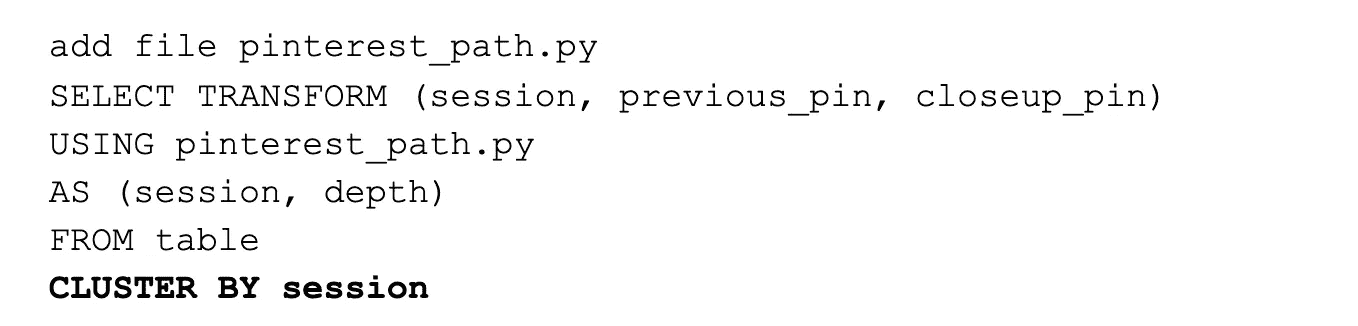 add file pinterest_path.py
SELECT TRANSFORM (session, previous_pin, closeup_pin)
USING pinterest_path.py
AS (session, depth)
FROM table
CLUSTER BY session